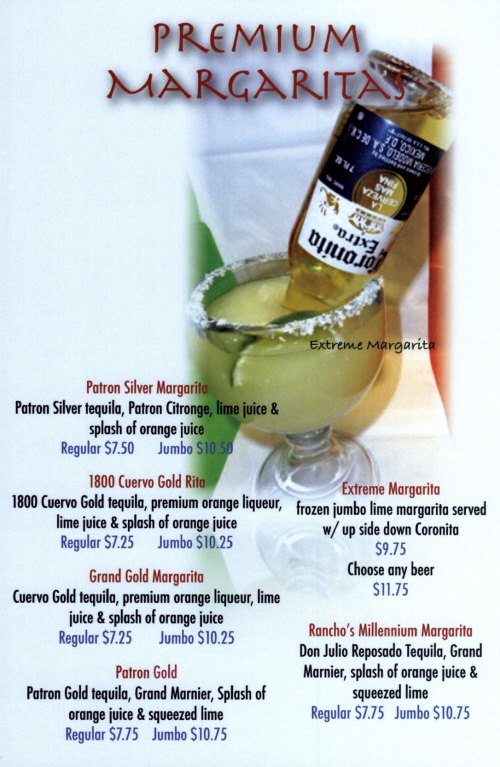 PREMIUM
MARGARITAS
Coronita
Extra
LA
CERVEZA
MAS
FINA
7 FL. OZ.
MEXICO, D.F.
Extreme Margarita
Patron Silver Margarita
Patron Silver tequila, Patron Citronge, lime juice &
splash of orange juice
Regular $7.50 Jumbo $10.50
1800 Cuervo Gold Rita
1800 Cuervo Gold tequila, premium orange liqueur,
lime juice & splash of orange juice
Regular $7.25 Jumbo $10.25
Grand Gold Margarita
Cuervo Gold tequila, premium orange liqueur, lime
juice & splash of orange juice
Regular $7.25 Jumbo $10.25
Patron Gold
Patron Gold tequila, Grand Marnier, Splash of
orange juice & squeezed lime
Regular $7.75 Jumbo $10.75
Extreme Margarita
frozen jumbo lime margarita served
w/ up side down Coronita
$9.75
Choose any beer
$11.75
Rancho's Millennium Margarita
Don Julio Reposado Tequila, Grand
Marnier, splash of orange juice &
squeezed lime
Regular $7.75 Jumbo $10.75